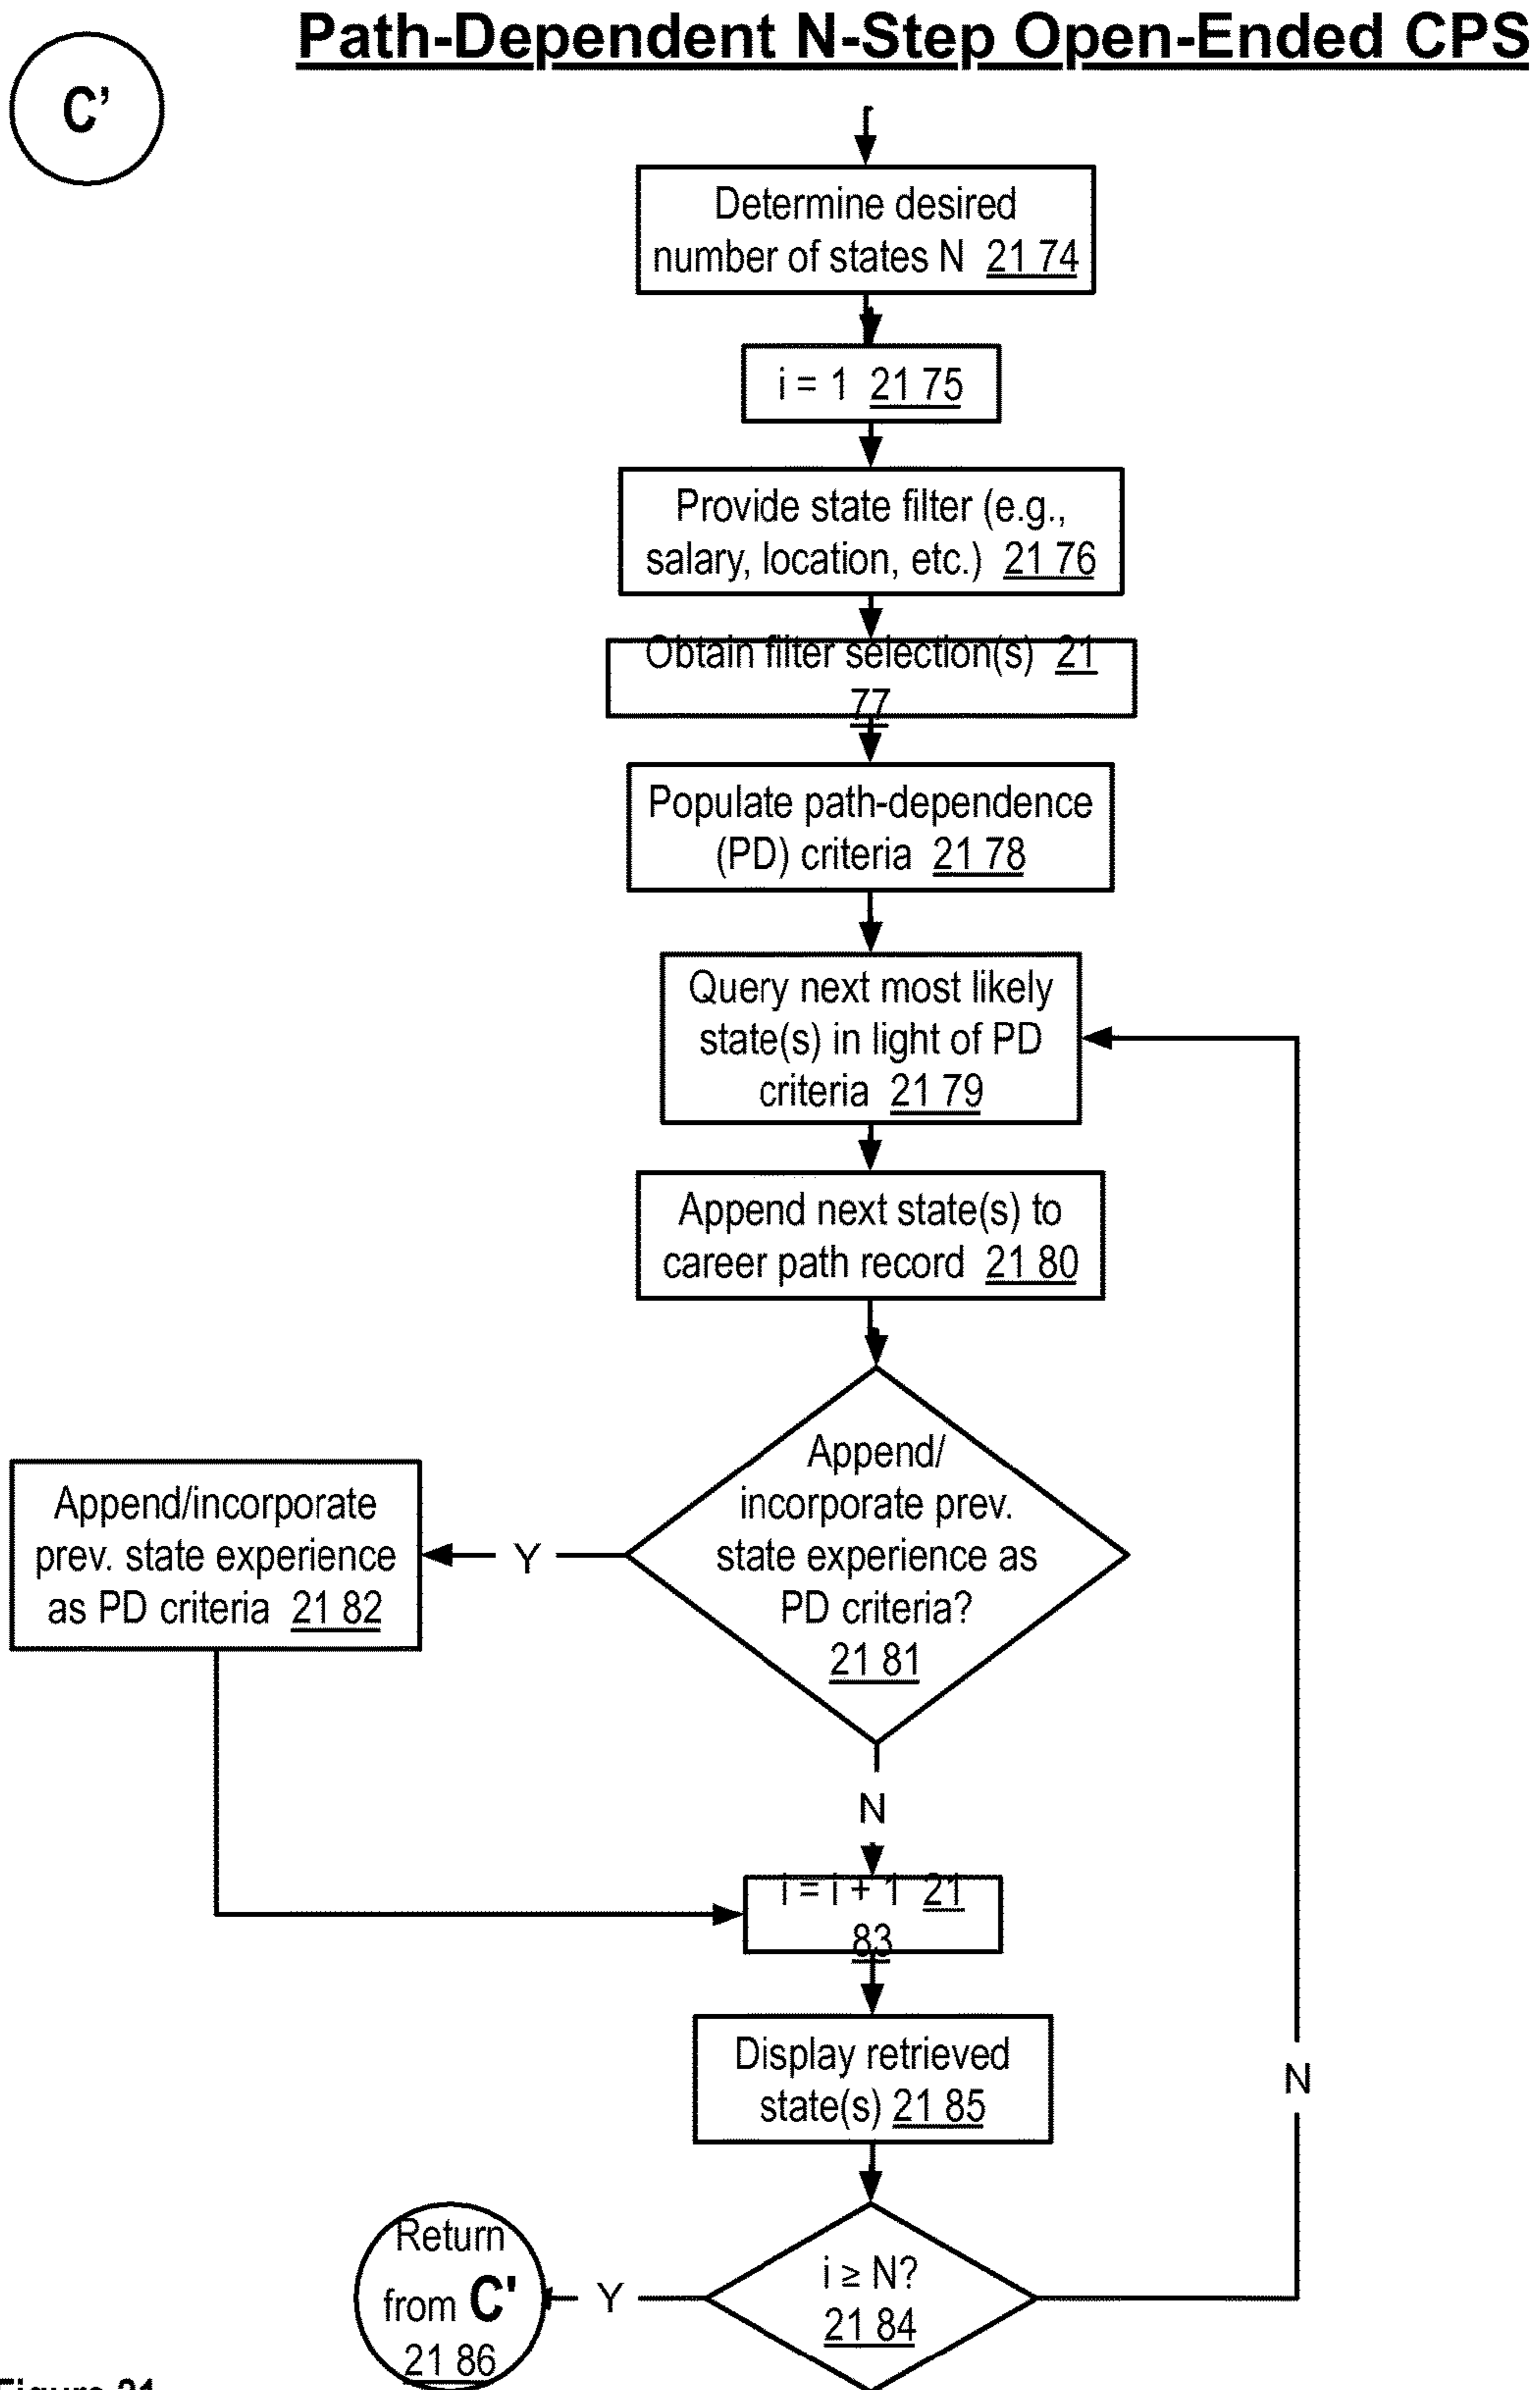 Path-Dependent N-Step Open-Ended CPS
C’
Determine desired
number of states N 21 74
i = 1 21 75
Provide state filter (e.g.,
salary, location, etc.) 21 76
Obtain filter selection(s) 21
77
Populate path-dependence
(PD) criteria 21 78
Query next most likely
state(s) in light of PD
criteria 21 79
Append next state(s) to
career path record 21 80
Append/
incorporate prev.
state experience as
PD criteria?
21 81
Y
Append/incorporate
prev. state experience
as PD criteria 21 82
N
i = i + 1 21
83
Display retrieved
state(s) 21 85
N
i ≥ N?
21 84
Y
Return
from C'
21 86
Figure 21